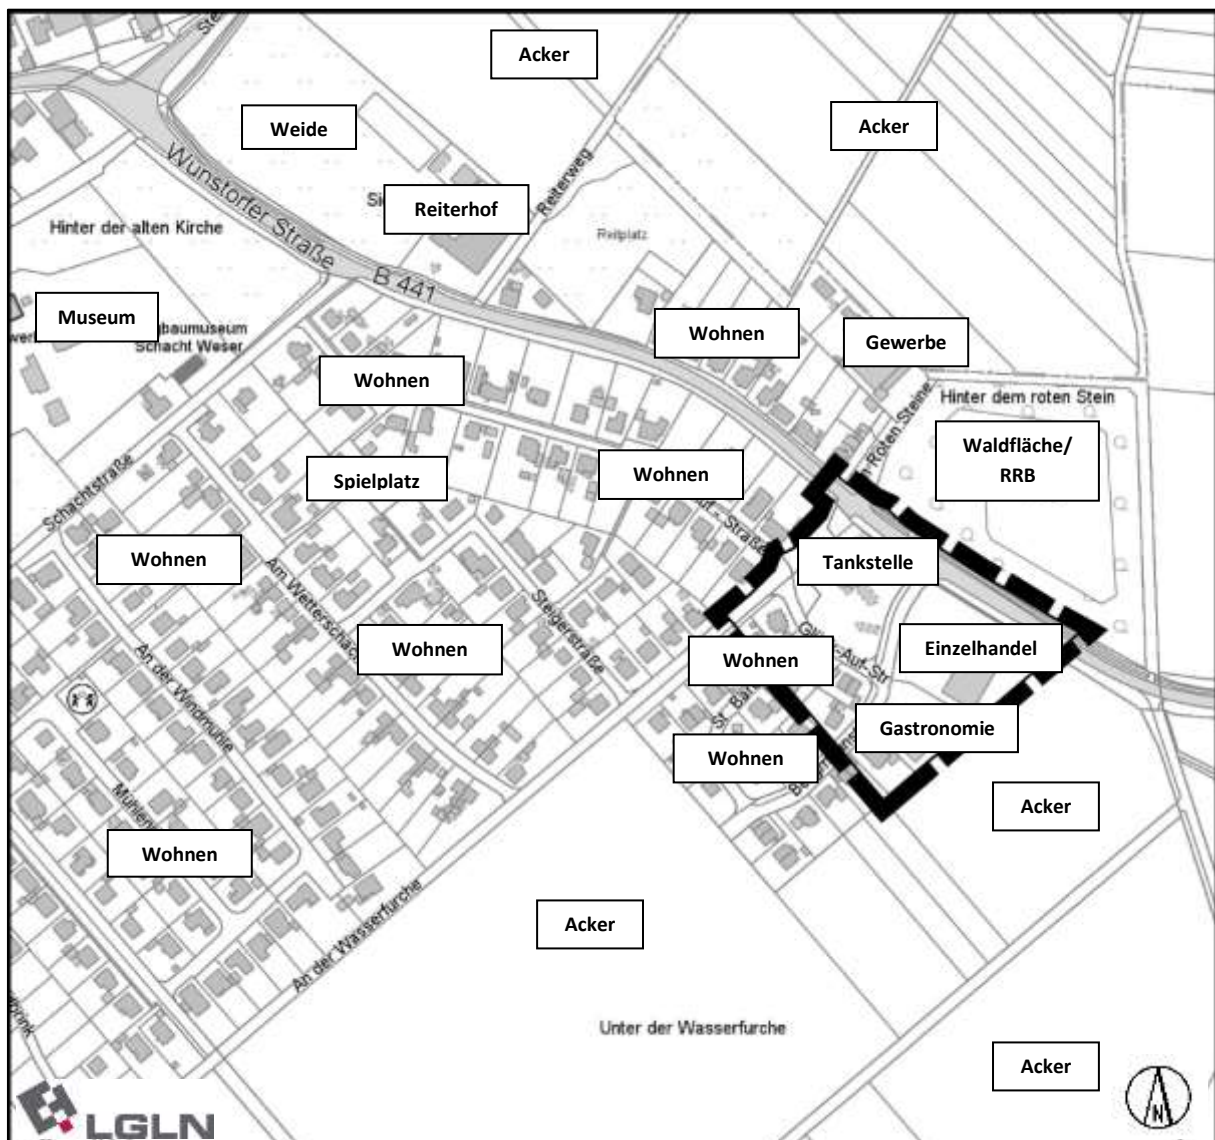 Acker
Acker
Weide
Reiterhof
Reiterweg
Wunstorfer Straße
B 441
Hinter der alten Kirche
Reitplatz
Museum
Schacht Weser
Wohnen
Gewerbe
Wohnen
Hinter dem roten Stein
Waldfläche/
RRB
Wohnen
Spielplatz
Schachtstraße
Wohnen
Tankstelle
Am Wetterschacht
Steigerstraße
Wohnen
Wohnen
Einzelhandel
An der Windmühle
Gastronomie
Wohnen
Acker
Wohnen
An der Wasserfurche
Acker
Unter der Wasserfurche
Acker
N
LGLN